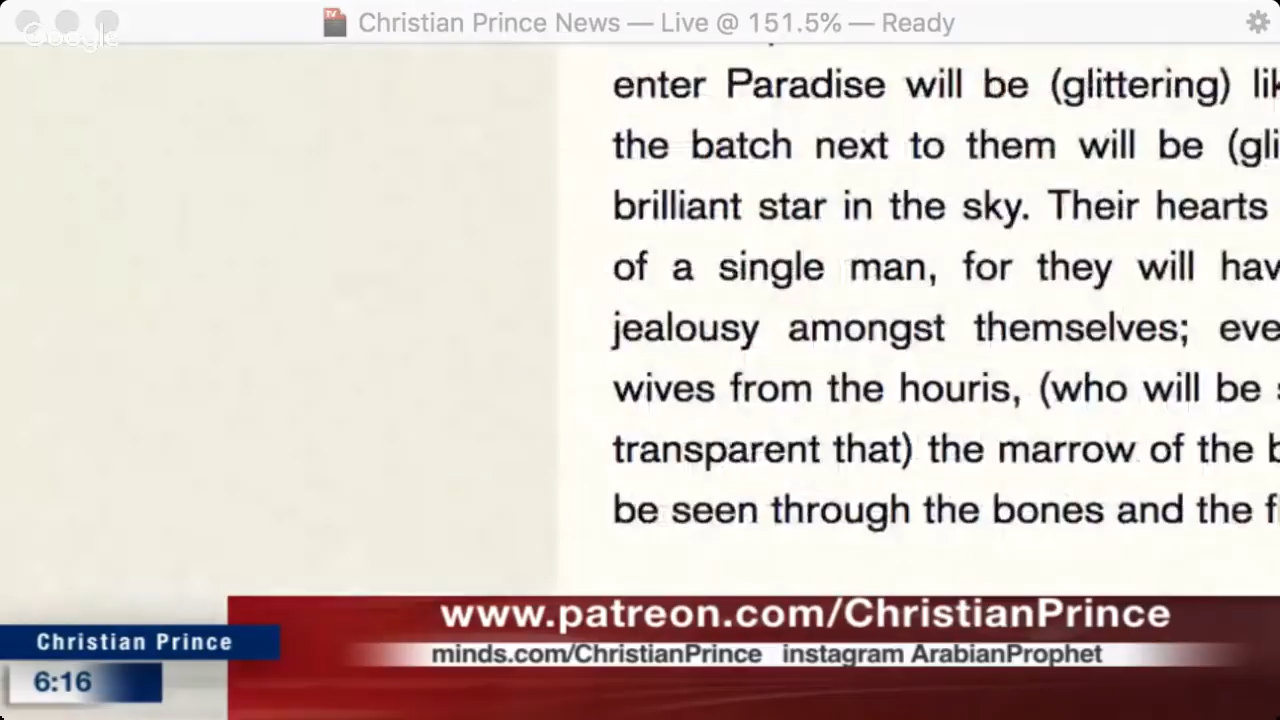 Christian Prince News — Live @ 151.5% — Ready
Google
enter Paradise will be (glittering)
the batch next to them will be
brilliant star in the sky. Their hearts
of a single man, for they will
jealousy amongst themselves;
wives from the houris, (who will be
transparent that) the marrow of the
be seen through the bones and the
www.patreon.com/ChristianPrince
Christian Prince
minds.com/ChristianPrince instagram ArabianProphet
6:16